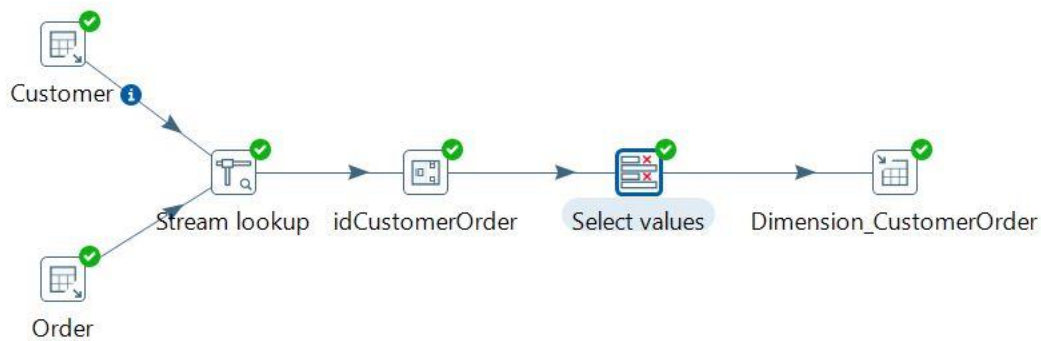 Customer
Stream lookup
idCustomerOrder
Select values
Dimension_CustomerOrder
Order